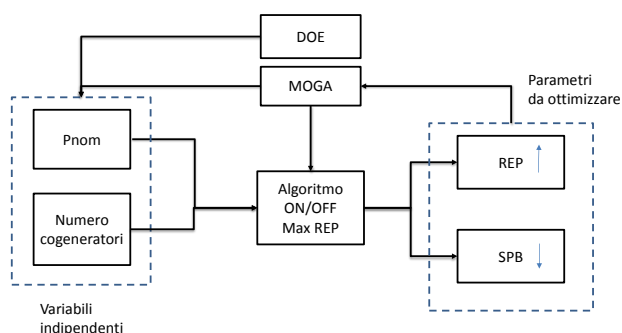 DOE
MOGA
Parametri
da ottimizzare
Pnom
Numero
cogeneratori
Algoritmo
ON/OFF
Max REP
REP
SPB
Variabili
indipendenti